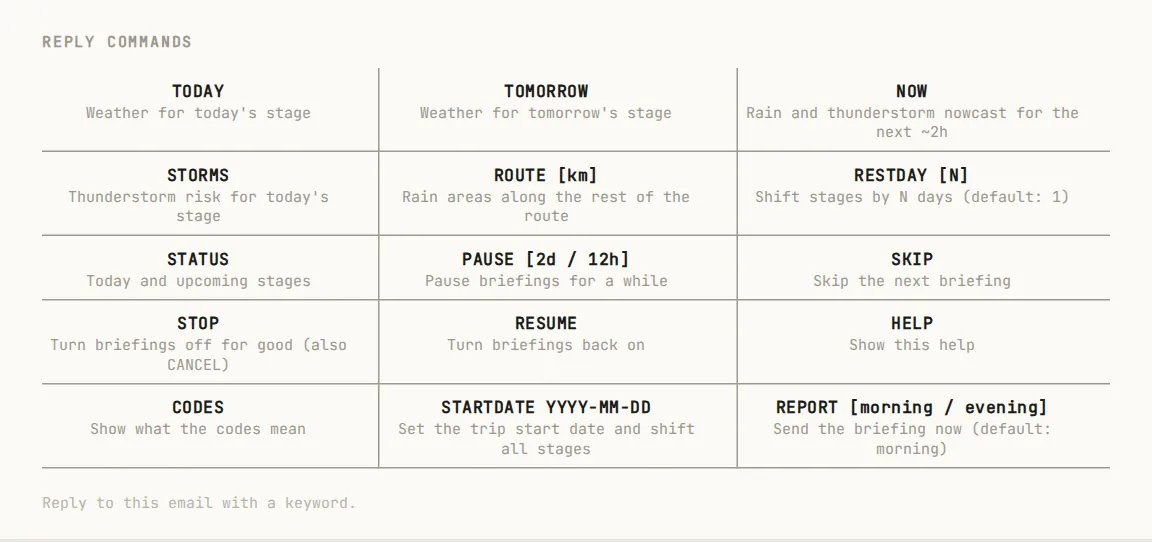 REPLY COMMANDS
TODAY
Weather for today's stage
TOMORROW
Weather for tomorrow's stage
NOW
Rain and thunderstorm nowcast for the
next ~2h
STORMS
Thunderstorm risk for today's
stage
ROUTE [km]
Rain areas along the rest of the
route
RESTDAY [N]
Shift stages by N days (default: 1)
STATUS
Today and upcoming stages
PAUSE [2d / 12h]
Pause briefings for a while
SKIP
Skip the next briefing
STOP
Turn briefings off for good (also
CANCEL)
RESUME
Turn briefings back on
HELP
Show this help
CODES
Show what the codes mean
STARTDATE YYYY-MM-DD
Set the trip start date and shift
all stages
REPORT [morning / evening]
Send the briefing now (default:
morning)
Reply to this email with a keyword.